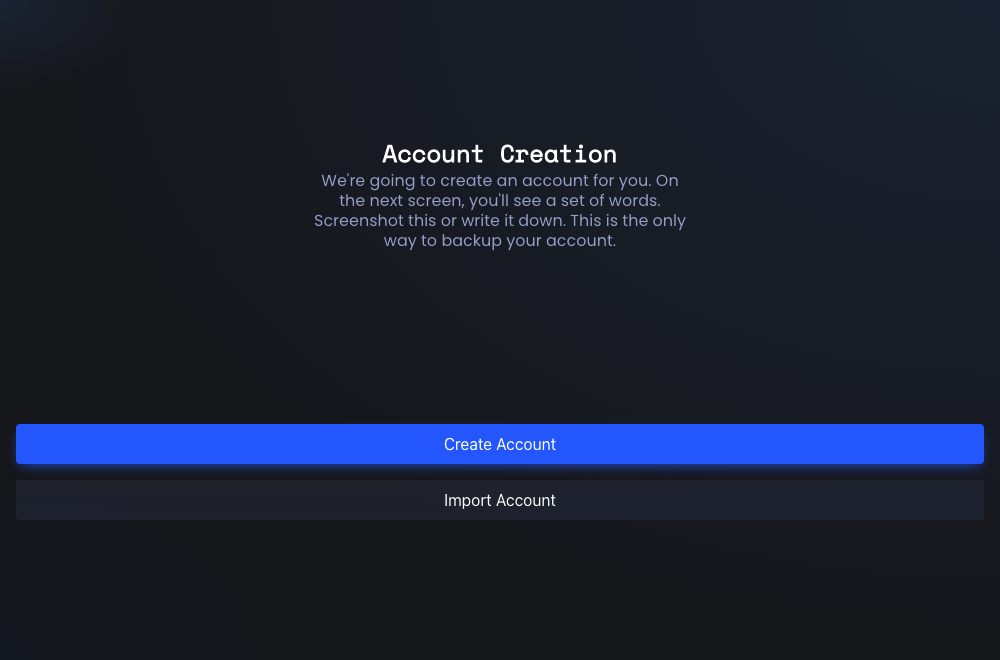 Account Creation
We're going to create an account for you. On
the next screen, you'll see a set of words.
Screenshot this or write it down. This is the only
way to backup your account.
Create Account
Import Account